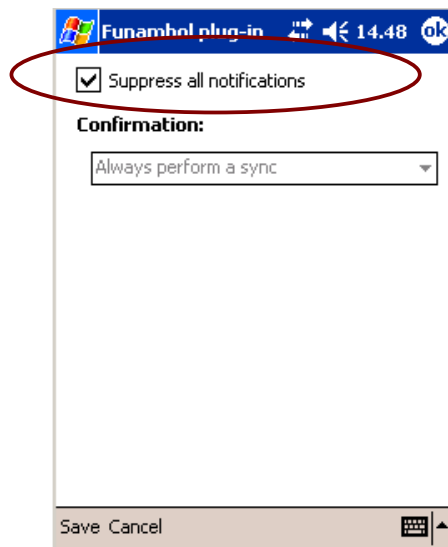 Funambol plug-in 14.48 ok
Suppress all notifications
Confirmation:
Always perform a sync
Save Cancel